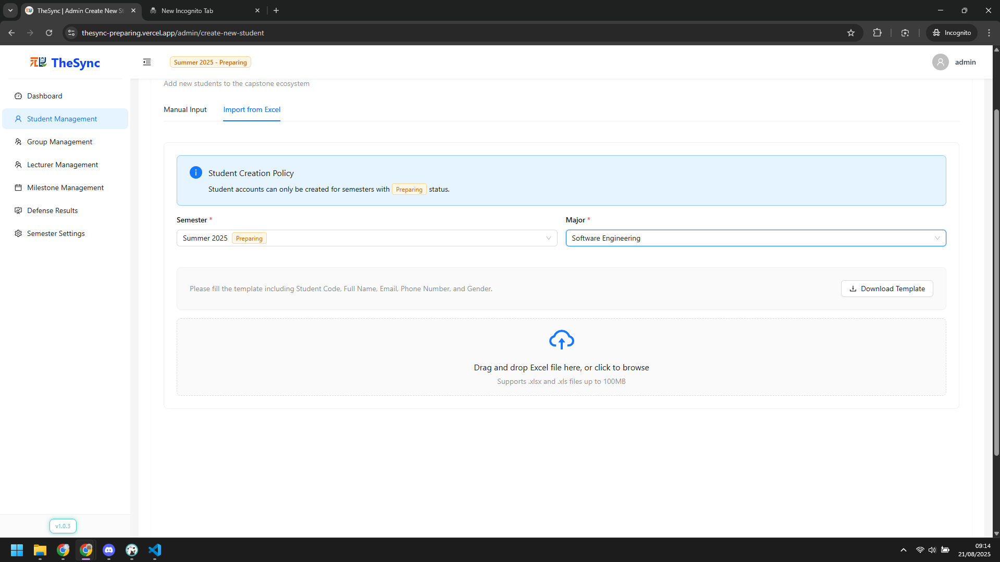 TheSync | Admin Create New St
New Incognito Tab
thesync-preparing.vercel.app/admin/create-new-student
Incognito
TheSync
Summer 2025 - Preparing
admin
Dashboard
Student Management
Group Management
Lecturer Management
Milestone Management
Defense Results
Semester Settings
v1.0.3
Add new students to the capstone ecosystem
Manual Input
Import from Excel
Student Creation Policy
Student accounts can only be created for semesters with Preparing status.
Semester *
Summer 2025 Preparing
Major *
Software Engineering
Please fill the template including Student Code, Full Name, Email, Phone Number, and Gender.
Download Template
Drag and drop Excel file here, or click to browse
Supports .xlsx and .xls files up to 100MB
09:14
21/08/2025